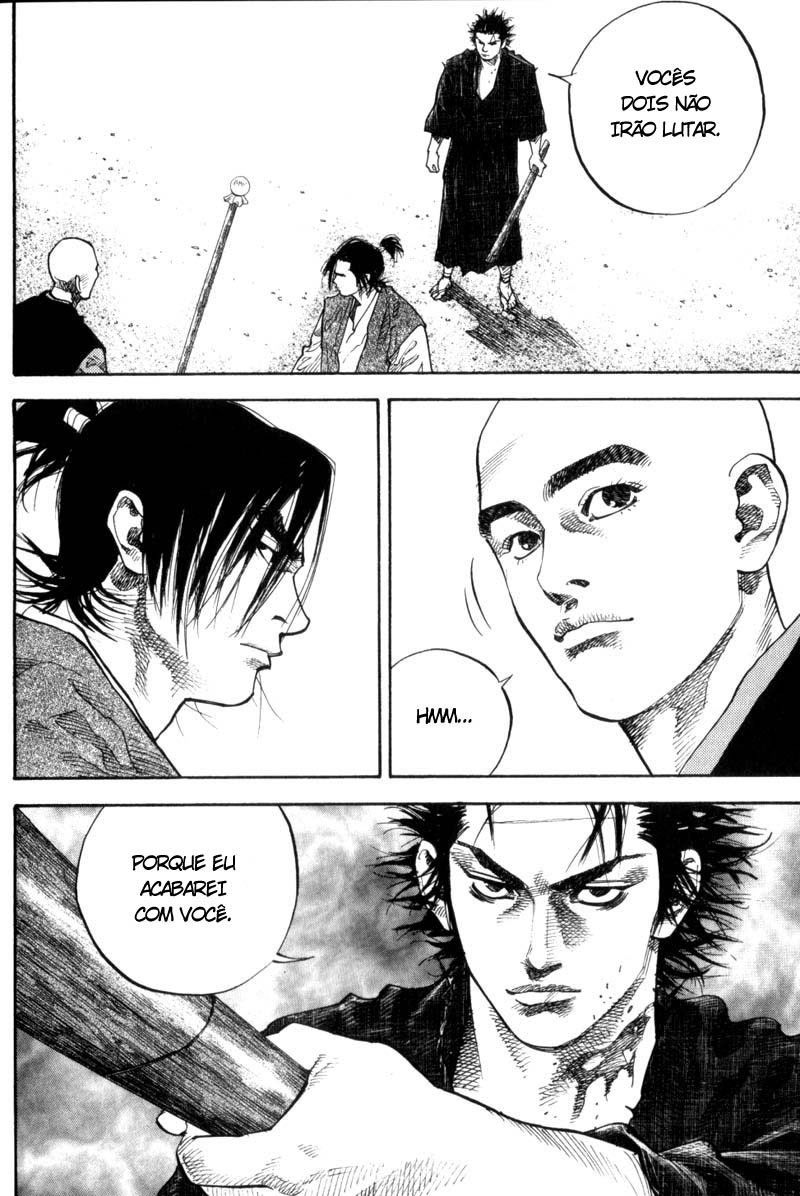 VOCÊS
DOIS NÃO
IRÃO LUTAR.
HMM...
PORQUE EU
ACABAREI
COM VOCÊ.